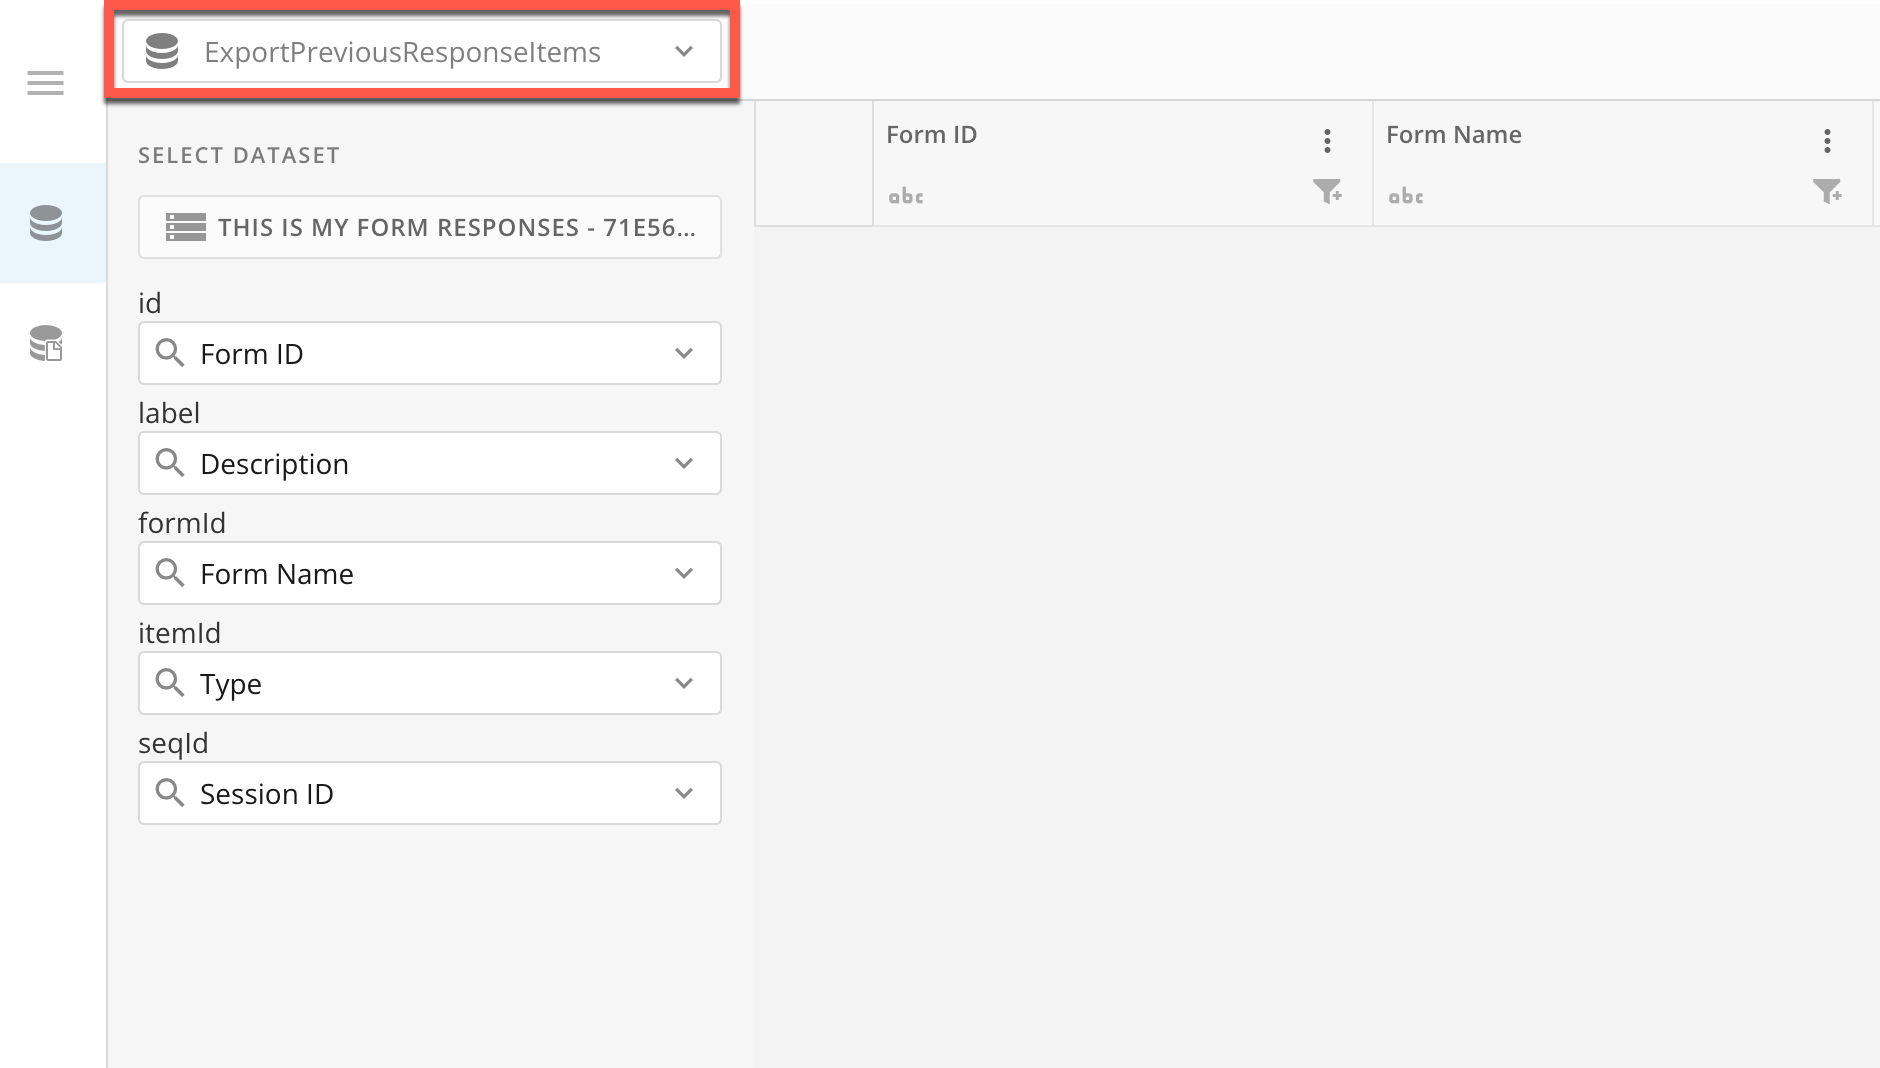 ExportPreviousResponseItems
SELECT DATASET
THIS IS MY FORM RESPONSES - 71E56...
id
Form ID
label
Description
formId
Form Name
itemId
Type
seqId
Session ID
Form ID
abc
Form Name
abc